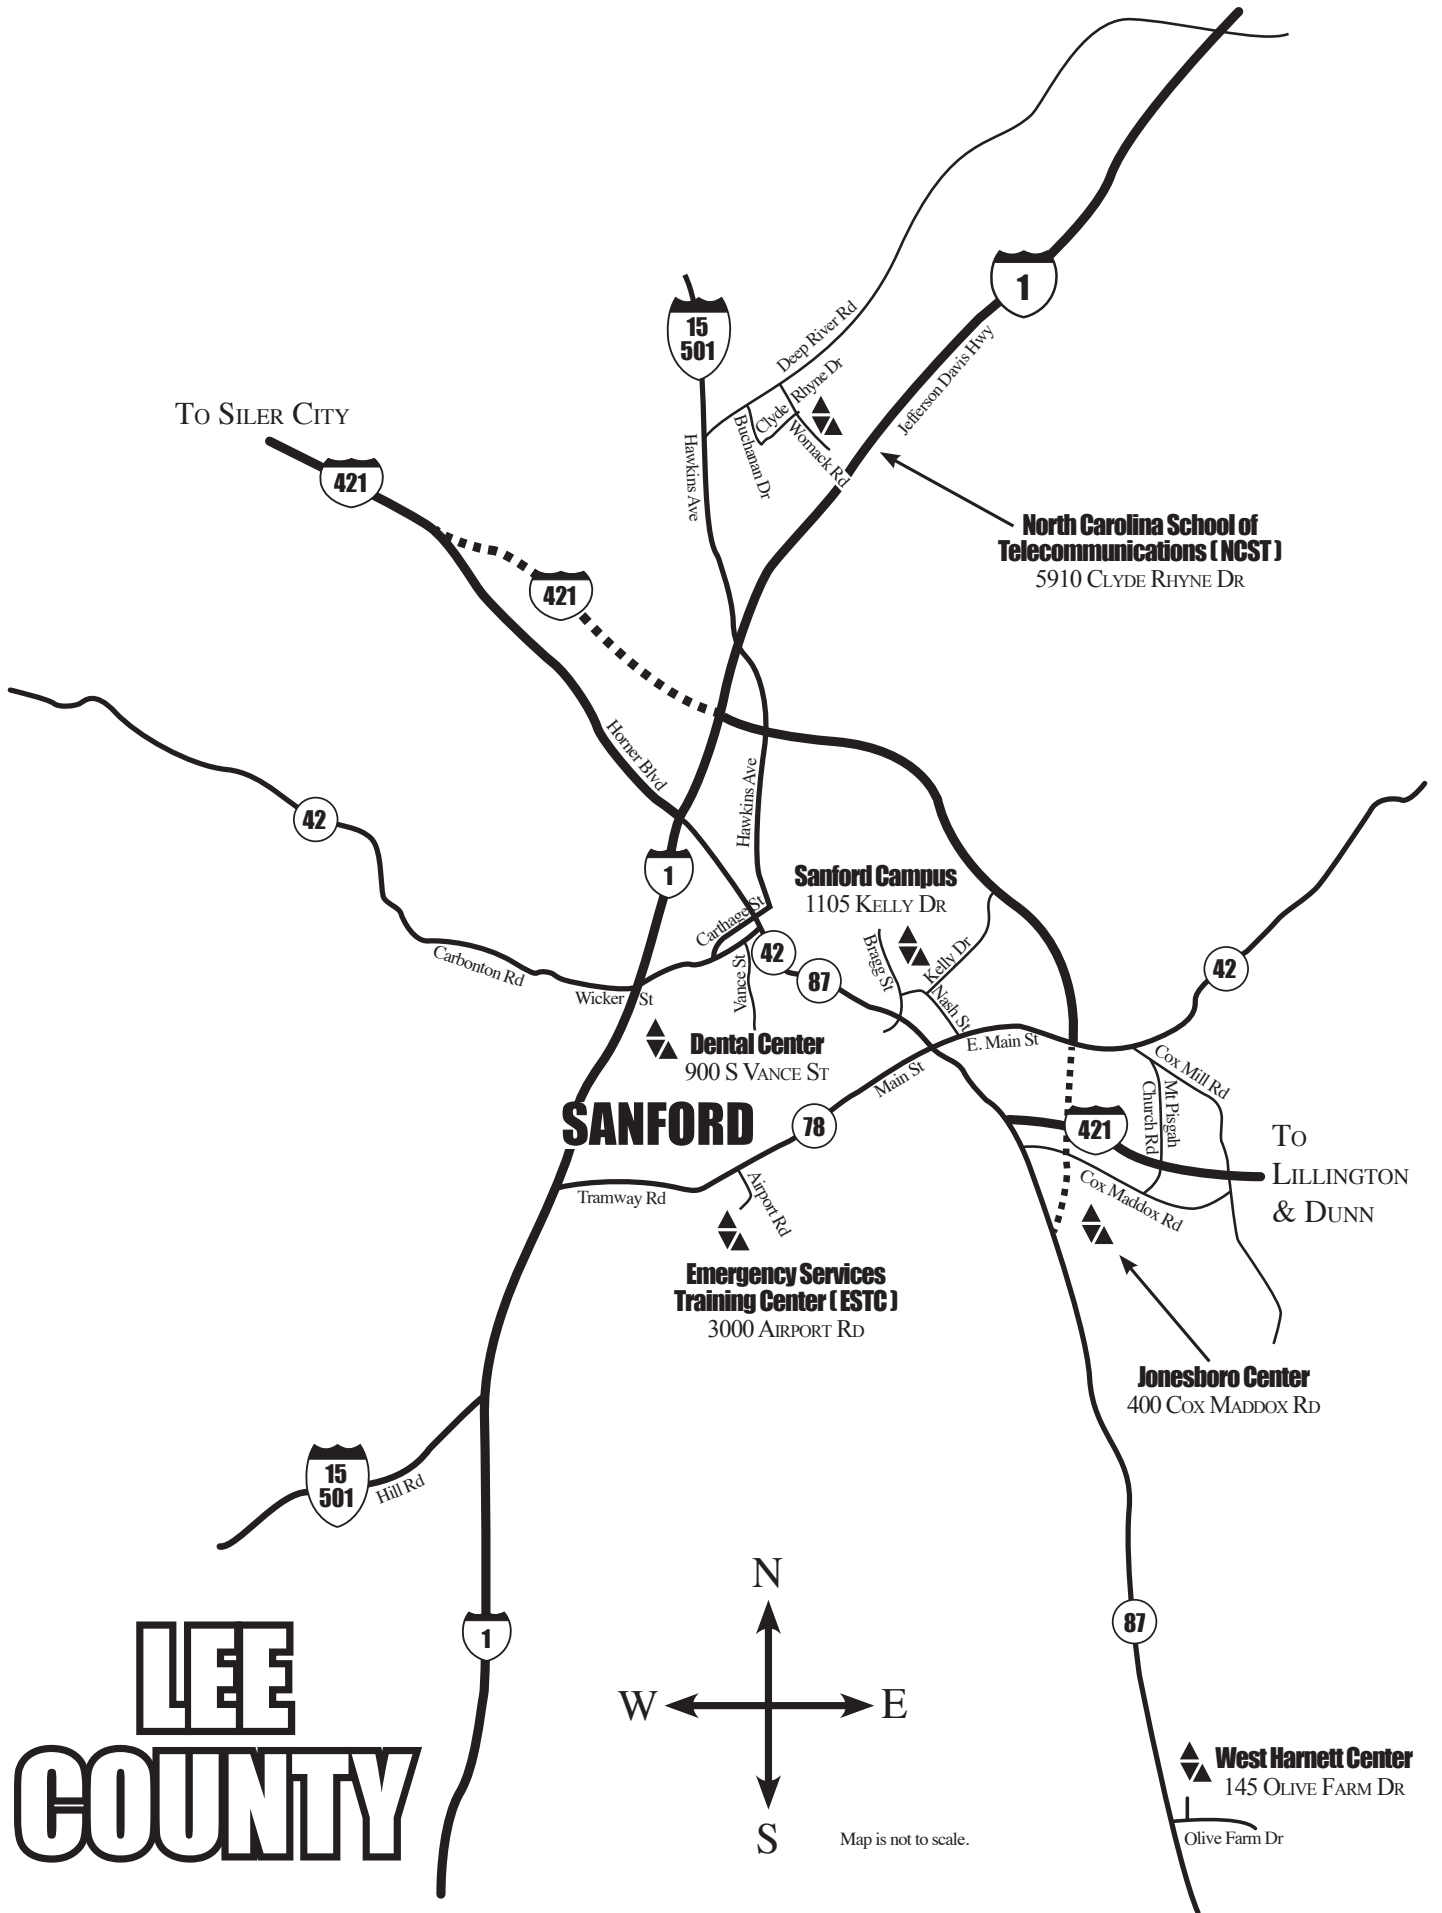 1
Jefferson Davis Hwy
15
501
Deep River Rd
Clyde Rhyne Dr
Buchanan Dr
Womack Rd
Hawkins Ave
TO SILER CITY
421
North Carolina School of
Telecommunications ( NCST )
5910 CLYDE RHYNE DR
421
Horner Blvd
Hawkins Ave
42
1
Sanford Campus
1105 KELLY DR
Carthage St
42
87
Bragg St
Kelly Dr
Nash St
42
Carbonton Rd
Wicker St
Vance St
Dental Center
900 S VANCE ST
E. Main St
Main St
Cox Mill Rd
Mt Pisgah
Church Rd
SANFORD
78
421
TO
LILLINGTON
& DUNN
Tramway Rd
Airport Rd
Cox Maddox Rd
Emergency Services
Training Center ( ESTC )
3000 AIRPORT RD
Jonesboro Center
400 COX MADDOX RD
15
501
Hill Rd
1
87
N
W
E
S
LEE
COUNTY
Map is not to scale.
West Harnett Center
145 OLIVE FARM DR
Olive Farm Dr